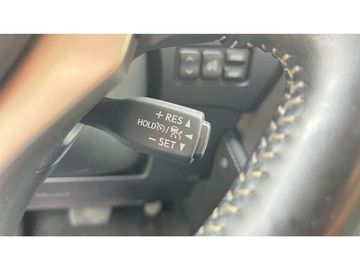 + RES
HOLD /
− SET